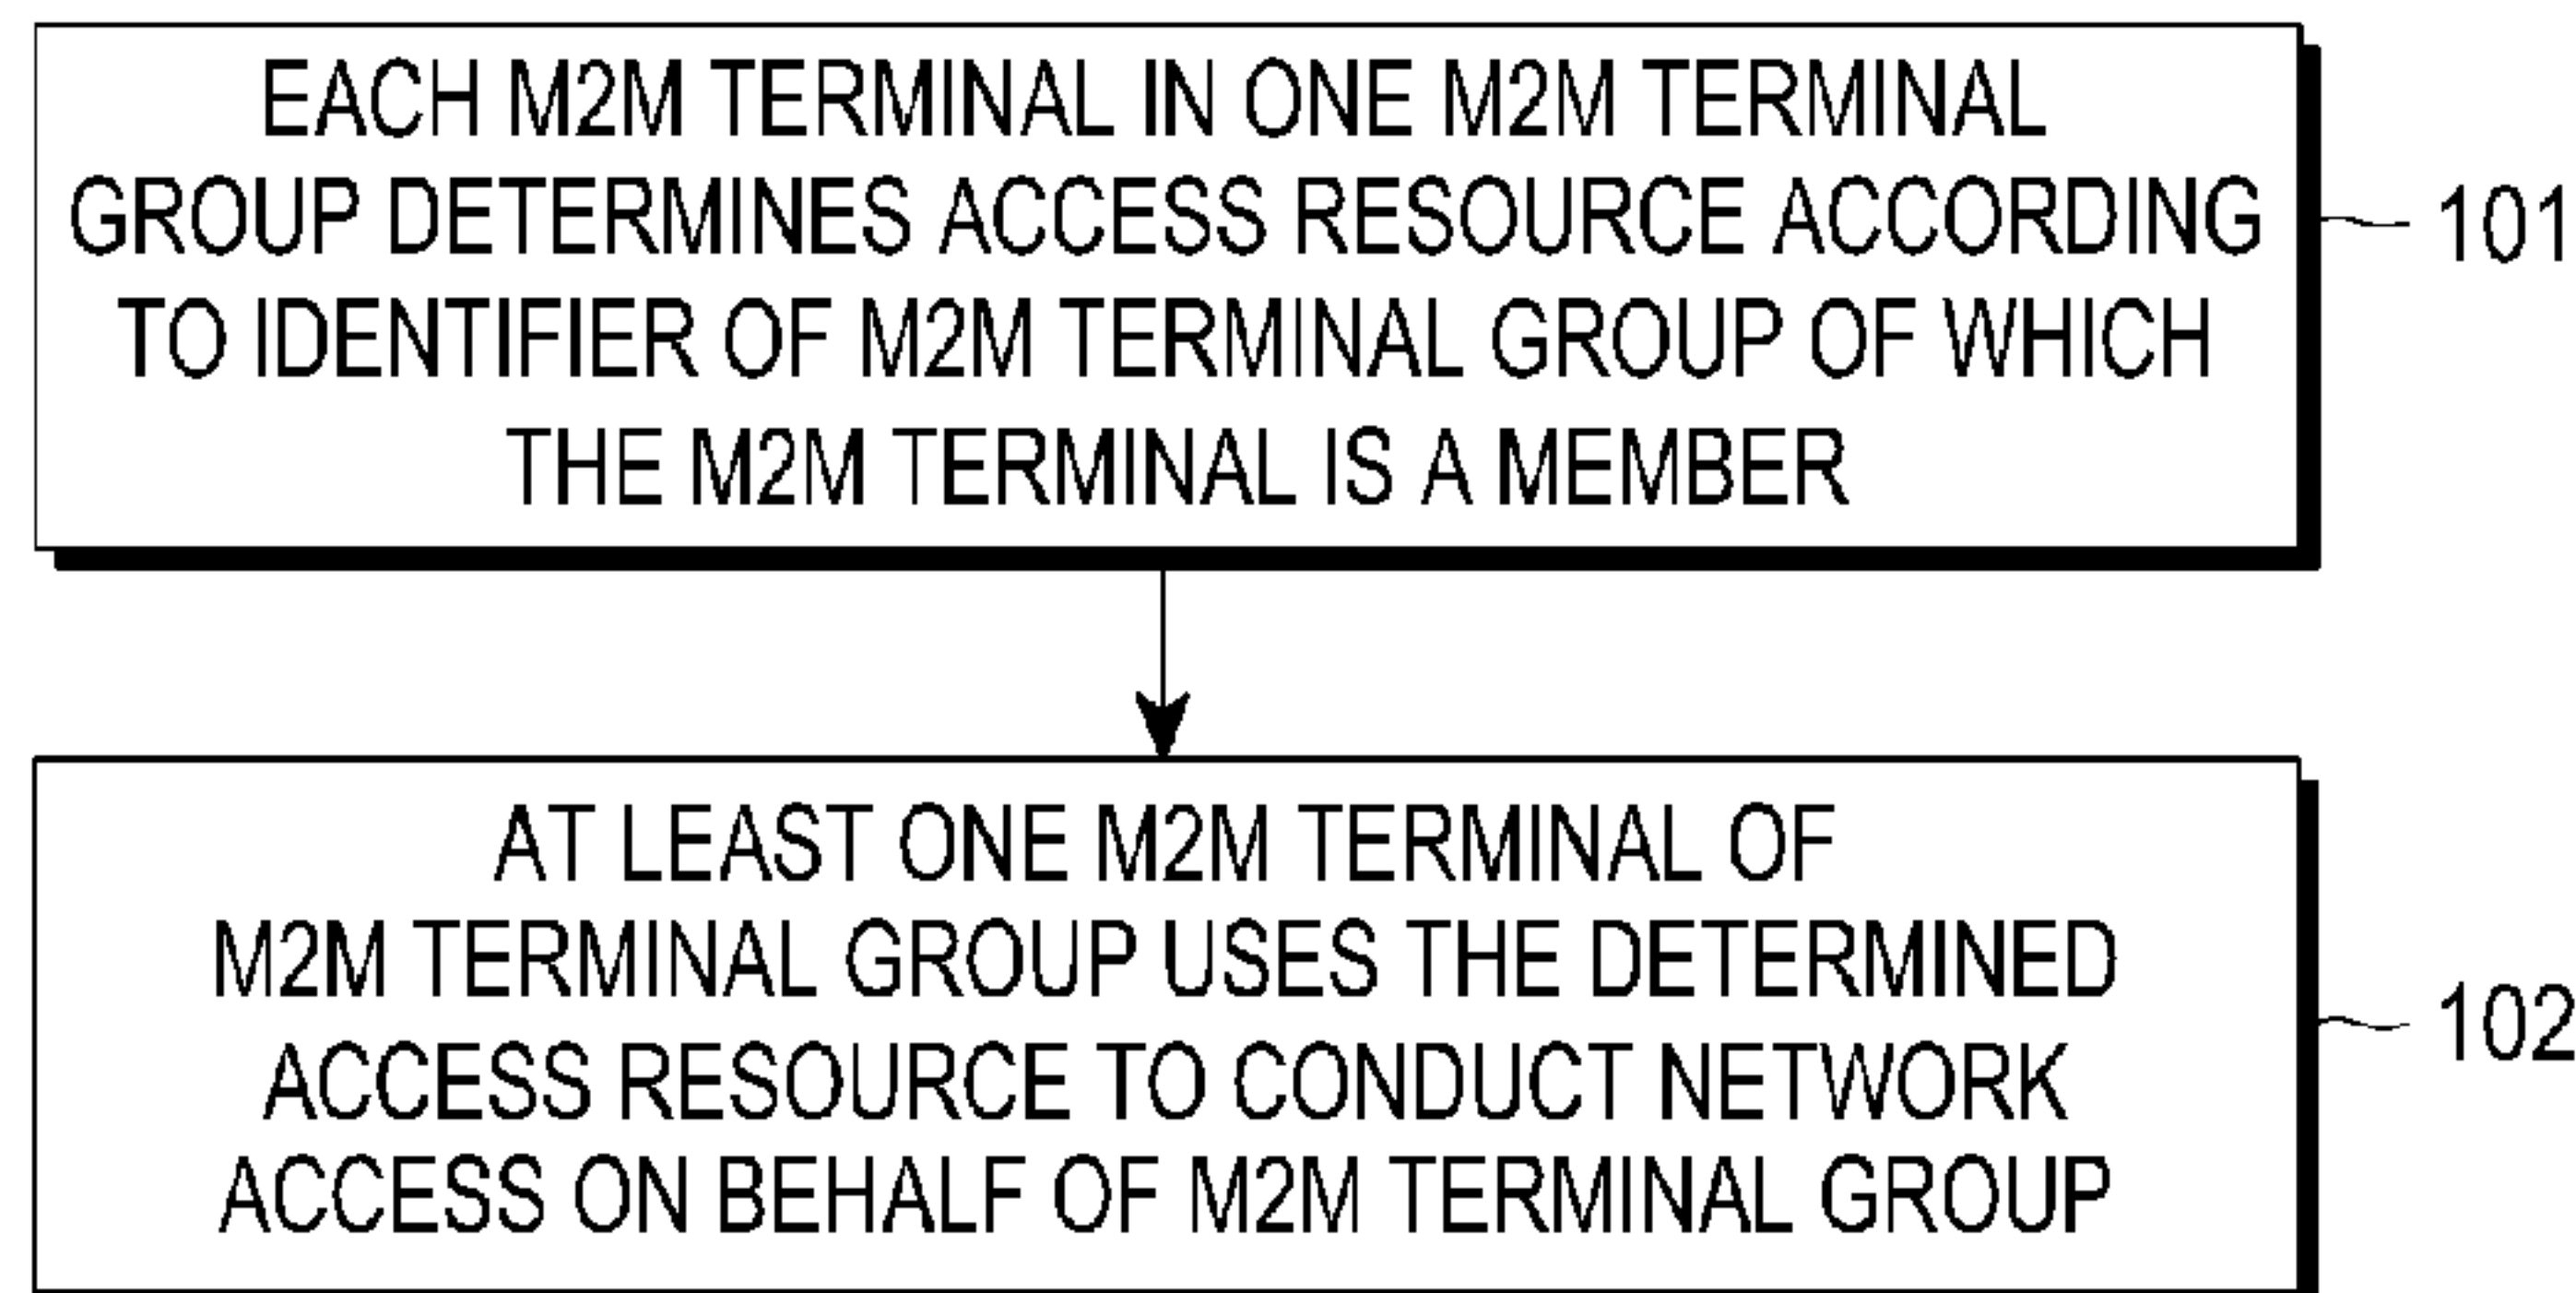 EACH M2M TERMINAL IN ONE M2M TERMINAL
GROUP DETERMINES ACCESS RESOURCE ACCORDING
TO IDENTIFIER OF M2M TERMINAL GROUP OF WHICH
THE M2M TERMINAL IS A MEMBER
101
AT LEAST ONE M2M TERMINAL OF
M2M TERMINAL GROUP USES THE DETERMINED
ACCESS RESOURCE TO CONDUCT NETWORK
ACCESS ON BEHALF OF M2M TERMINAL GROUP
102